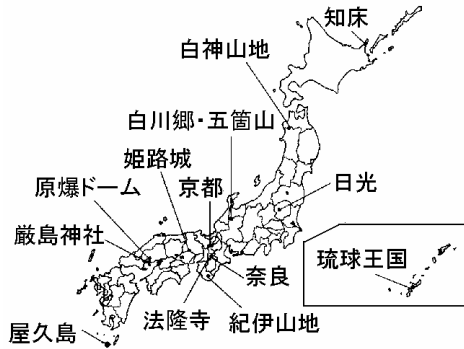 知床
白神山地
白川郷・五箇山
姫路城
原爆ドーム
京都
日光
厳島神社
琉球王国
奈良
法隆寺
紀伊山地
屋久島